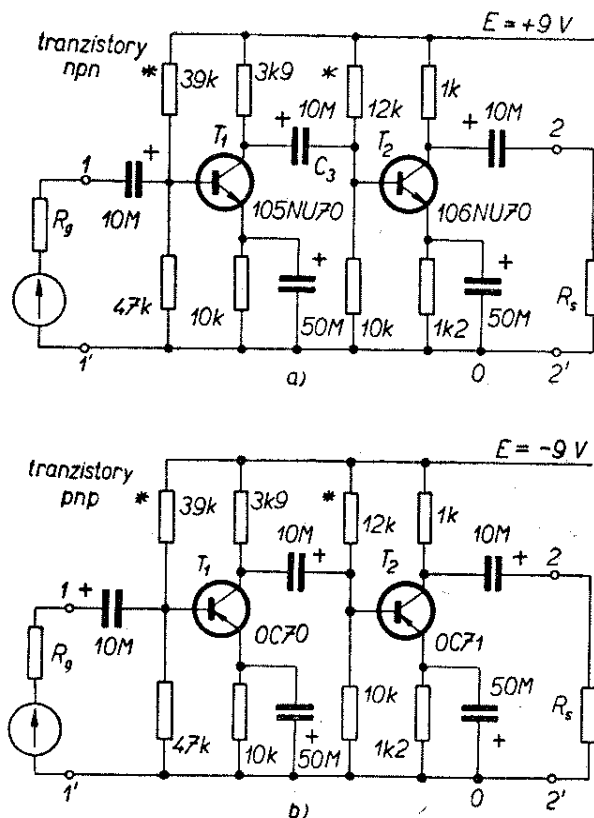 tranzistory
npn
E = +9 V
*
39k
3k9
*
12k
1k
10M
+
T₁
C₃
T₂
+
10M
2
1
+
10M
105NU70
106NU70
Rg
47k
10k
+
50M
10k
1k2
+
50M
Rs
1'
0
2'
a)
tranzistory
pnp
E = -9 V
*
39k
3k9
*
12k
1k
10M
+
T₁
T₂
10M
+
2
1
+
10M
OC70
OC71
Rg
47k
10k
50M
+
10k
1k2
50M
+
Rs
1'
0
2'
b)